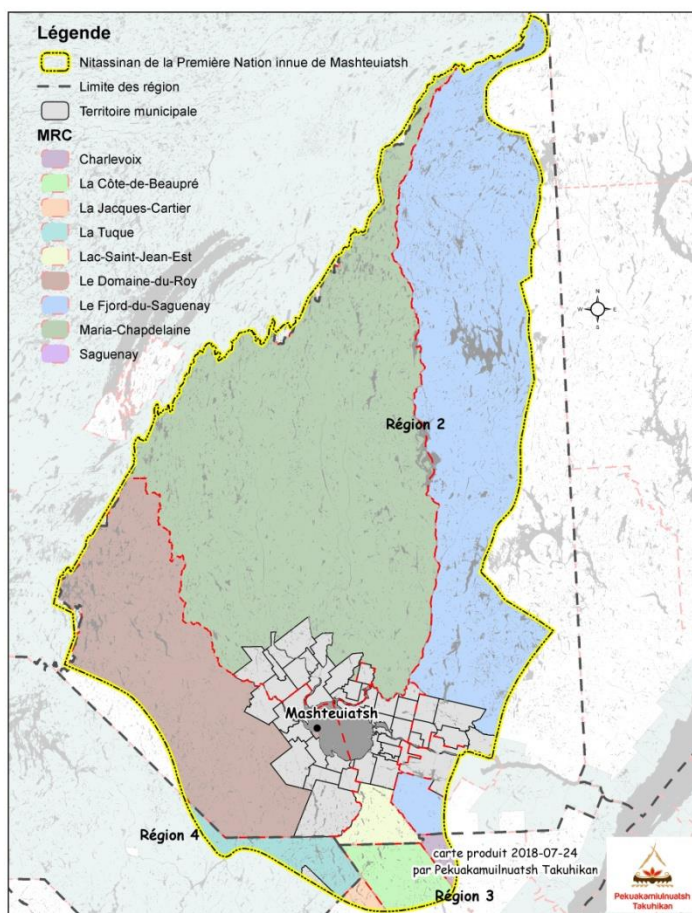 Légende
Nitassinan de la Première Nation innue de Mashteuiatsh
Limite des région
Territoire municipale
MRC
Charlevoix
La Côte-de-Beaupré
La Jacques-Cartier
La Tuque
Lac-Saint-Jean-Est
Le Domaine-du-Roy
Le Fjord-du-Saguenay
Maria-Chapdelaine
Saguenay
N
W E
S
Région 2
Mashteuiatsh
Région 4
carte produit 2018-07-24
par Pekuakamuilnuatsh Takuhikan
Région 3
Pekuakamiulnuatsh
Takuhikan